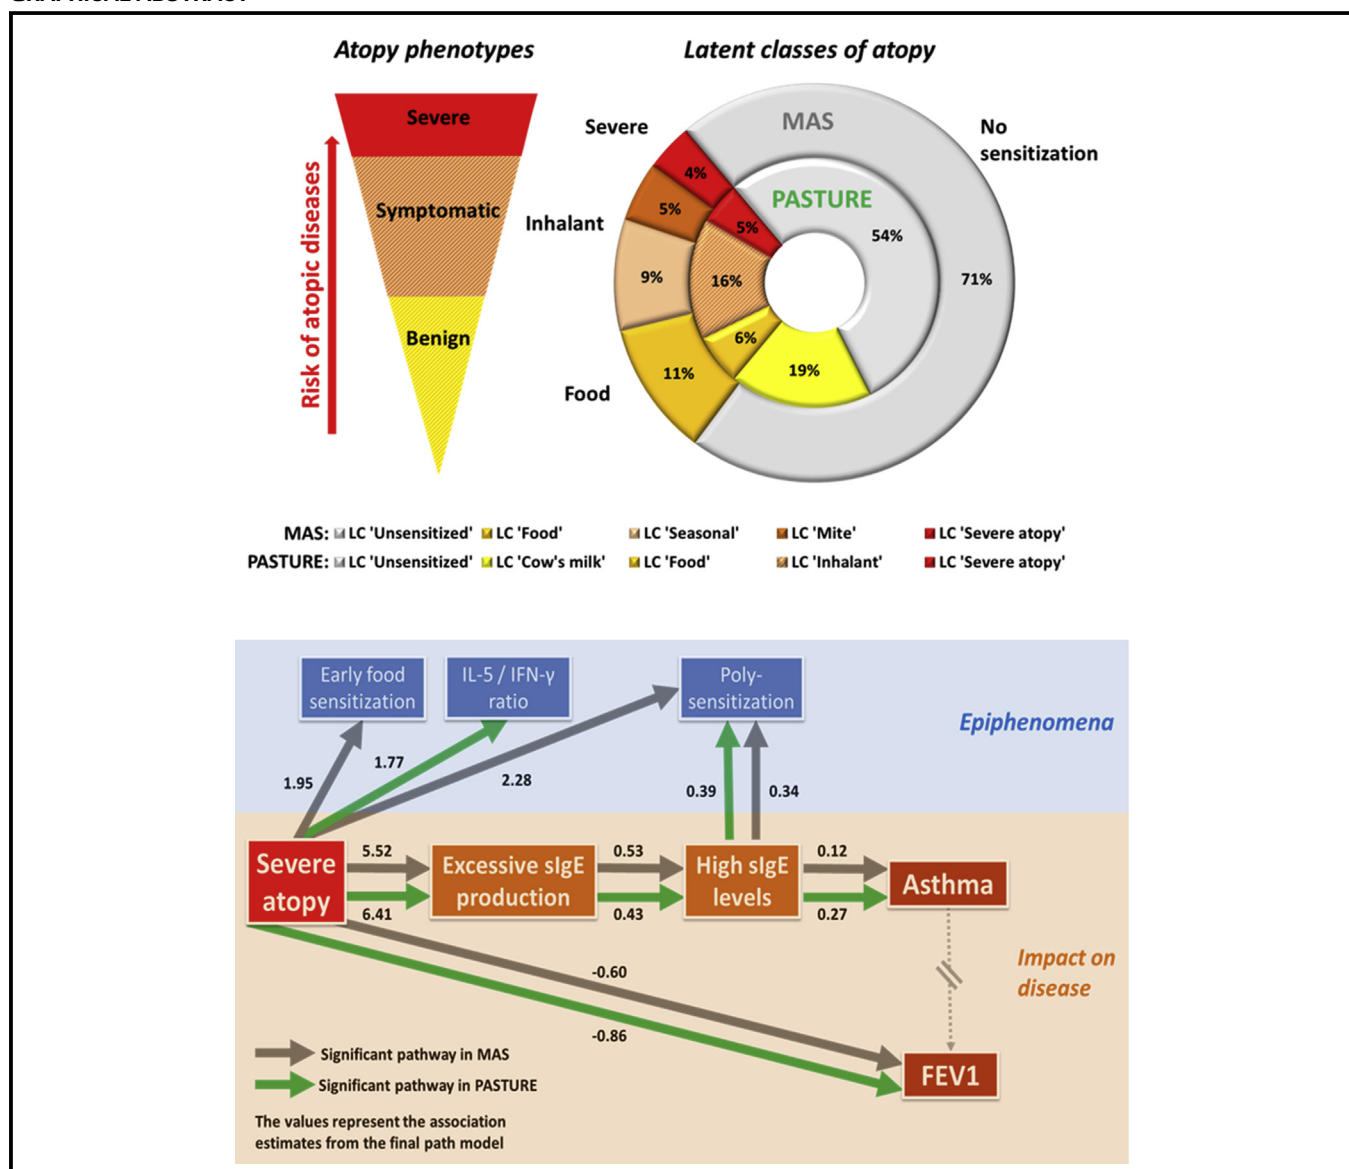 GRAPHICAL ABSTRACT
Atopy phenotypes
Severe
Symptomatic
Benign
Risk of atopic diseases
Latent classes of atopy
Severe
Inhalant
Food
No
sensitization
MAS
PASTURE
4%
5%
5%
54%
9%
16%
71%
6%
11%
19%
MAS: LC 'Unsensitized' LC 'Food' LC 'Seasonal' LC 'Mite' LC 'Severe atopy'
PASTURE: LC 'Unsensitized' LC 'Cow's milk' LC 'Food' LC 'Inhalant' LC 'Severe atopy'
Early food
sensitization
IL-5 / IFN-γ
ratio
Poly-
sensitization
Epiphenomena
1.95
1.77
2.28
0.39
0.34
Severe
atopy
5.52
6.41
Excessive sIgE
production
0.53
0.43
High sIgE
levels
0.12
0.27
Asthma
Impact on
disease
-0.60
-0.86
FEV1
Significant pathway in MAS
Significant pathway in PASTURE
The values represent the association
estimates from the final path model